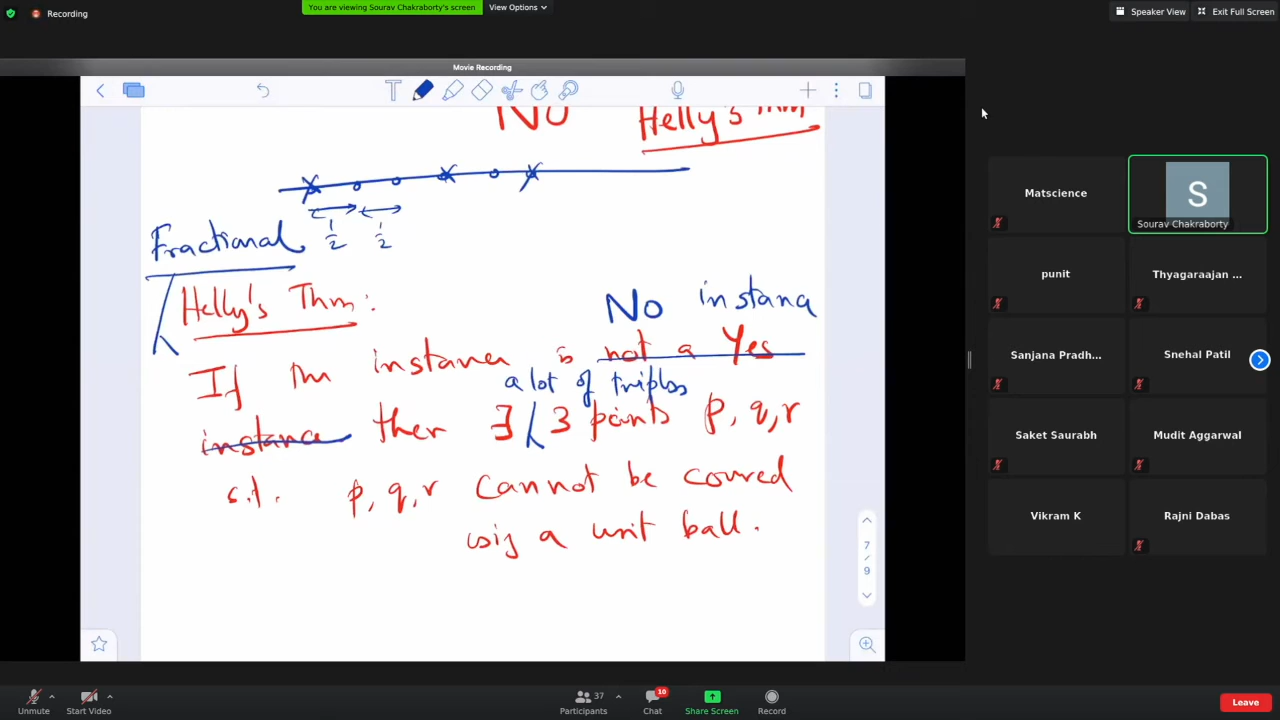 You are viewing Sourav Chakraborty's screen
View Options
Recording
Speaker View
Exit Full Screen
Movie Recording
NO
Helly's Thm
1/2
1/2
Fractional
Helly's Thm:
NO instana
If the instance is not a Yes
a lot of triples
instance then ∃ 3 points p, q, r
s.t. p, q, r cannot be covered
using a unit ball.
7
/
9
Matscience
S
Sourav Chakraborty
punit
Thyagaraajan ...
Sanjana Pradh...
Snehal Patil
Saket Saurabh
Mudit Aggarwal
Vikram K
Rajni Dabas
Unmute
Start Video
37
Participants
10
Chat
Share Screen
Record
Leave